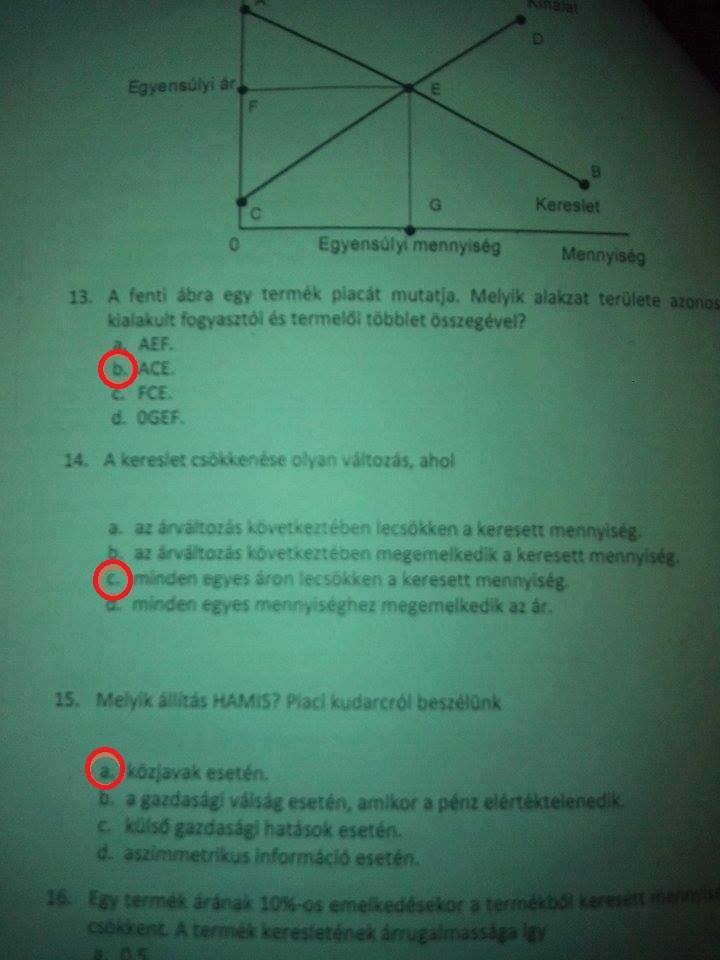 A
Kínálat
D
Egyensúlyi ár
E
F
B
C
G
Kereslet
0
Egyensúlyi mennyiség
Mennyiség
13. A fenti ábra egy termék piacát mutatja. Melyik alakzat területe azonos
kialakult fogyasztói és termelői többlet összegével?
a. AEF.
b. ACE.
c. FCE.
d. 0GEF.
14. A kereslet csökkenése olyan változás, ahol
a. az árváltozás következtében lecsökken a keresett mennyiség.
b. az árváltozás következtében megemelkedik a keresett mennyiség.
c. minden egyes áron lecsökken a keresett mennyiség.
d. minden egyes mennyiséghez megemelkedik az ár.
15. Melyik állítás HAMIS? Piaci kudarcról beszélünk
a. közjavak esetén.
b. a gazdasági válság esetén, amikor a pénz elértéktelenedik.
c. külső gazdasági hatások esetén.
d. aszimmetrikus információ esetén.
16. Egy termék árának 10%-os emelkedésekor a termékből keresett
csökkent. A termék keresletének árrugalmassága így
a. 0,5